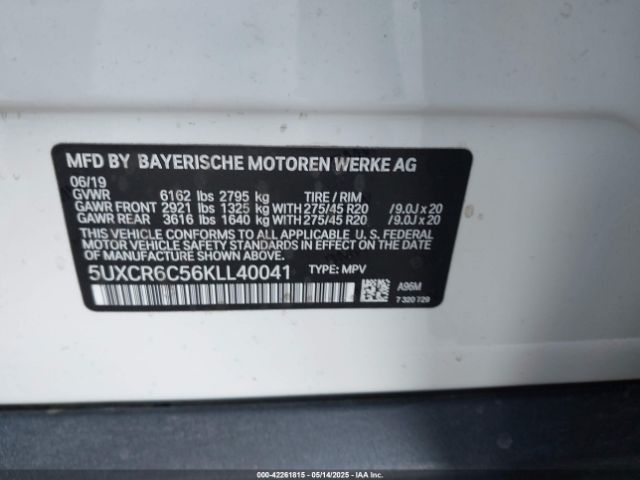 MFD BY BAYERISCHE MOTOREN WERKE AG
06/19
GVWR 6162 lbs 2795 kg TIRE / RIM
GAWR FRONT 2921 lbs 1325 kg WITH 275/45 R20 /9.0J x 20
GAWR REAR 3616 lbs 1640 kg WITH 275/45 R20 /9.0J x 20
THIS VEHICLE CONFORMS TO ALL APPLICABLE FEDERAL
MOTOR VEHICLE SAFETY STANDARDS IN EFFECT ON THE DATE
OF MANUFACTURE SHOWN ABOVE.
5UXCR6C56KLL40041 TYPE: MPV
A96M
7 320 729
000-42261815 - 05/14/2025 - IAAI.COM